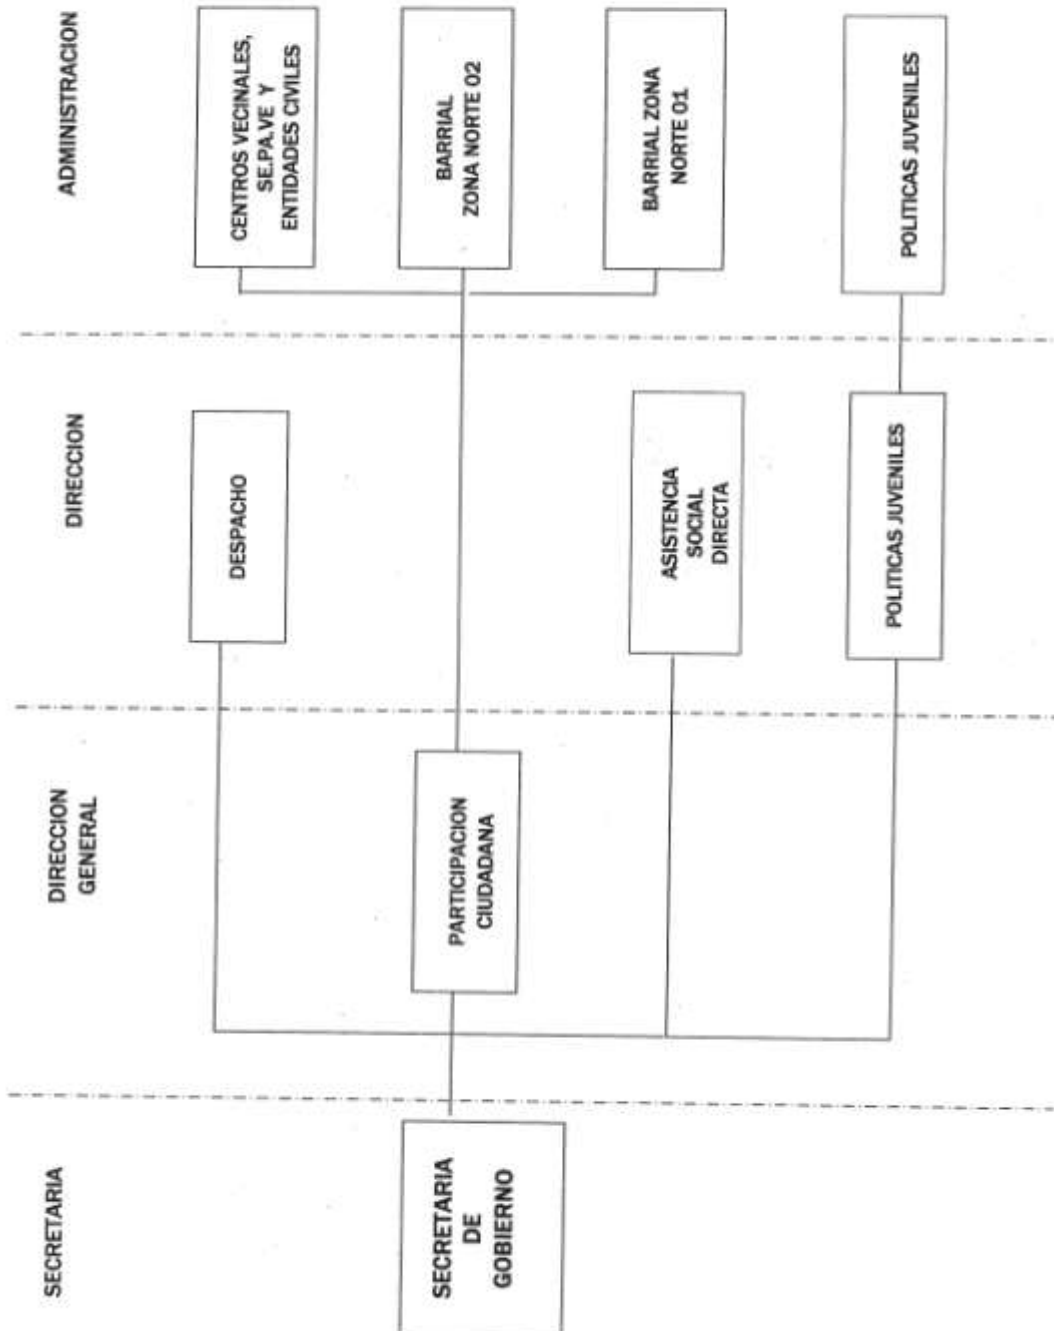 SECRETARIA
DIRECCION
GENERAL
DIRECCION
ADMINISTRACION
DESPACHO
CENTROS VECINALES,
SE.PA.VE Y
ENTIDADES CIVILES
SECRETARIA
DE
GOBIERNO
PARTICIPACION
CIUDADANA
BARRIAL
ZONA NORTE 02
ASISTENCIA
SOCIAL
DIRECTA
BARRIAL ZONA
NORTE 01
POLITICAS JUVENILES
POLITICAS JUVENILES